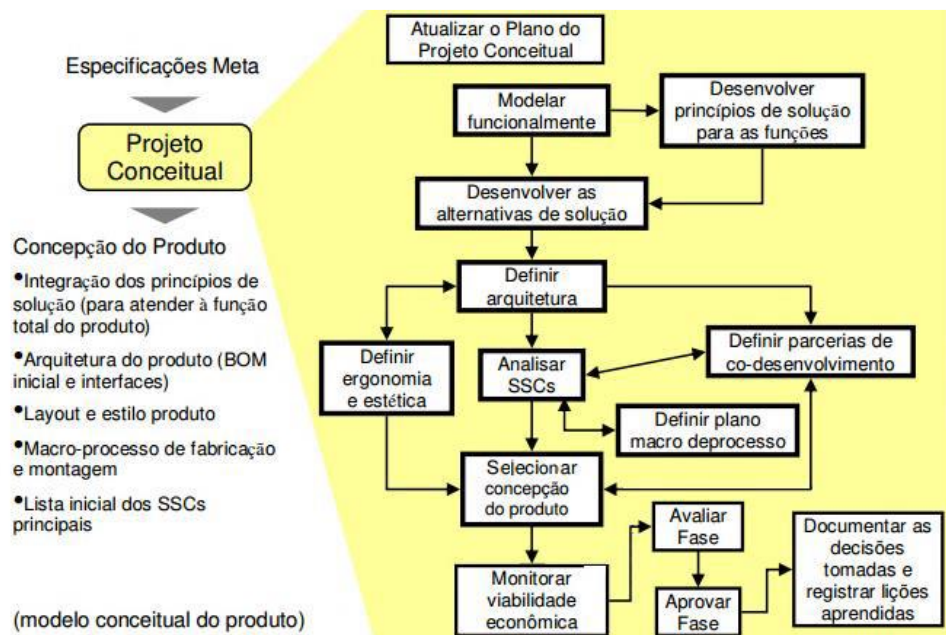 Especificações Meta
Projeto
Conceitual
Concepção do Produto
•Integração dos princípios de
solução (para atender à função
total do produto)
•Arquitetura do produto (BOM
inicial e interfaces)
•Layout e estilo produto
•Macro-processo de fabricação
e montagem
•Lista inicial dos SSCs
principais
(modelo conceitual do produto)
Atualizar o Plano do
Projeto Conceitual
Modelar
funcionalmente
Desenvolver
princípios de solução
para as funções
Desenvolver as
alternativas de solução
Definir
arquitetura
Definir
ergonomia
e estética
Analisar
SSCs
Definir parcerias de
co-desenvolvimento
Definir plano
macro deprocesso
Selecionar
concepção
do produto
Monitorar
viabilidade
econômica
Avaliar
Fase
Aprovar
Fase
Documentar as
decisões
tomadas e
registrar lições
aprendidas